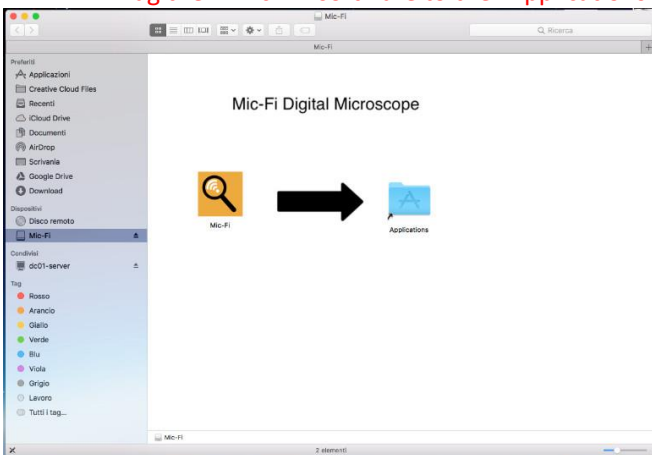 Mic-Fi
Ricerca
Mic-Fi
Preferiti
Applicazioni
Creative Cloud Files
Recenti
iCloud Drive
Documenti
AirDrop
Scrivania
Google Drive
Download
Dispositivi
Disco remoto
Mic-Fi
Condivisi
dc01-server
Tag
Rosso
Arancio
Giallo
Verde
Blu
Viola
Grigio
Lavoro
Tutti i tag...
Mic-Fi Digital Microscope
Mic-Fi
Applications
Mic-Fi
2 elementi